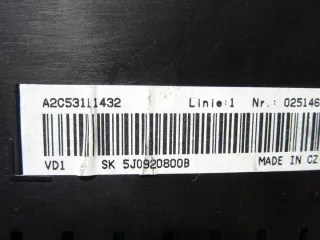 A2C53111432 Linie:1 Nr.: 025146
VD1 SK 5J0920800B MADE IN CZ